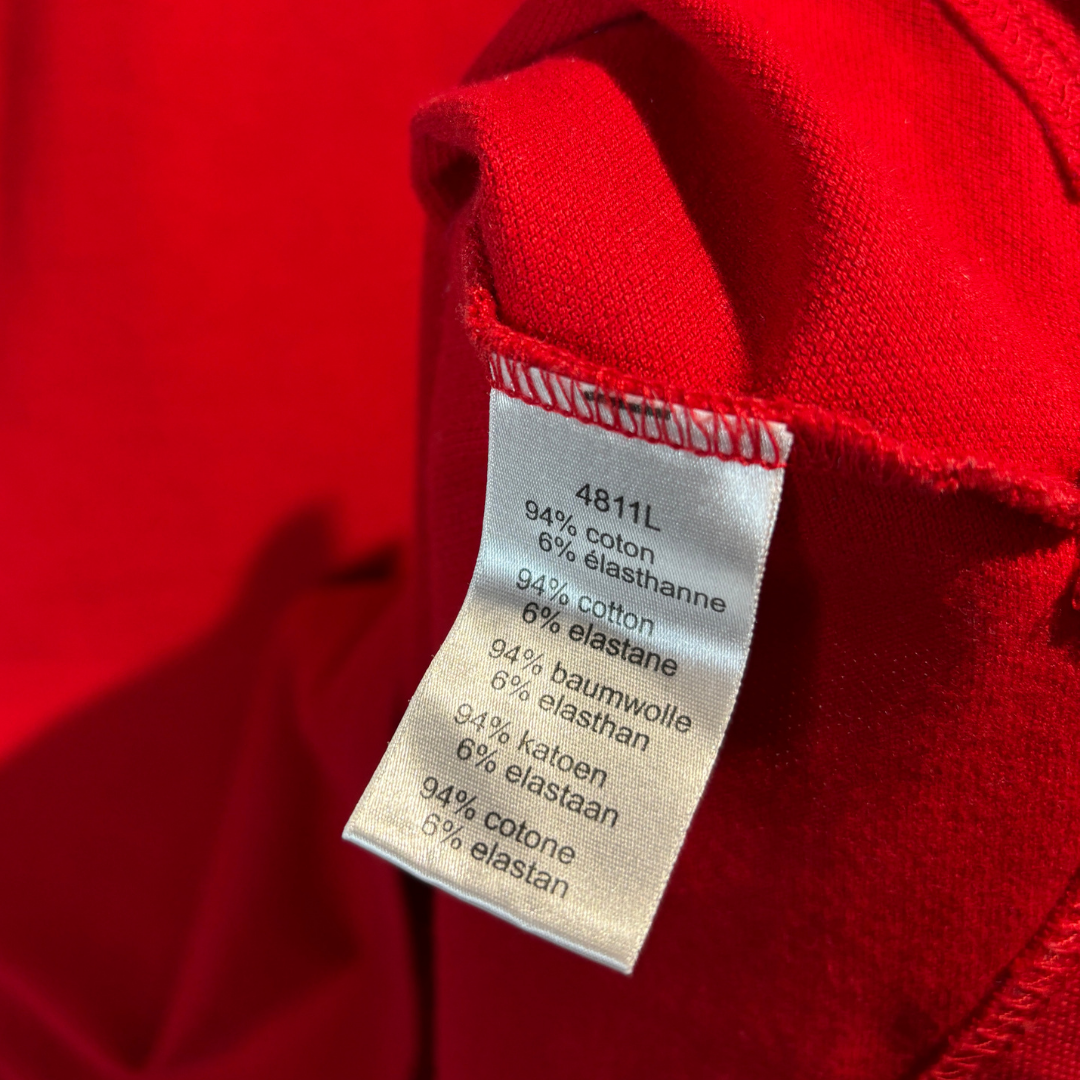 4811L
94% coton
6% élasthanne
94% cotton
6% elastane
94% baumwolle
6% elasthan
94% katoen
6% elastaan
94% cotone
6% elastan